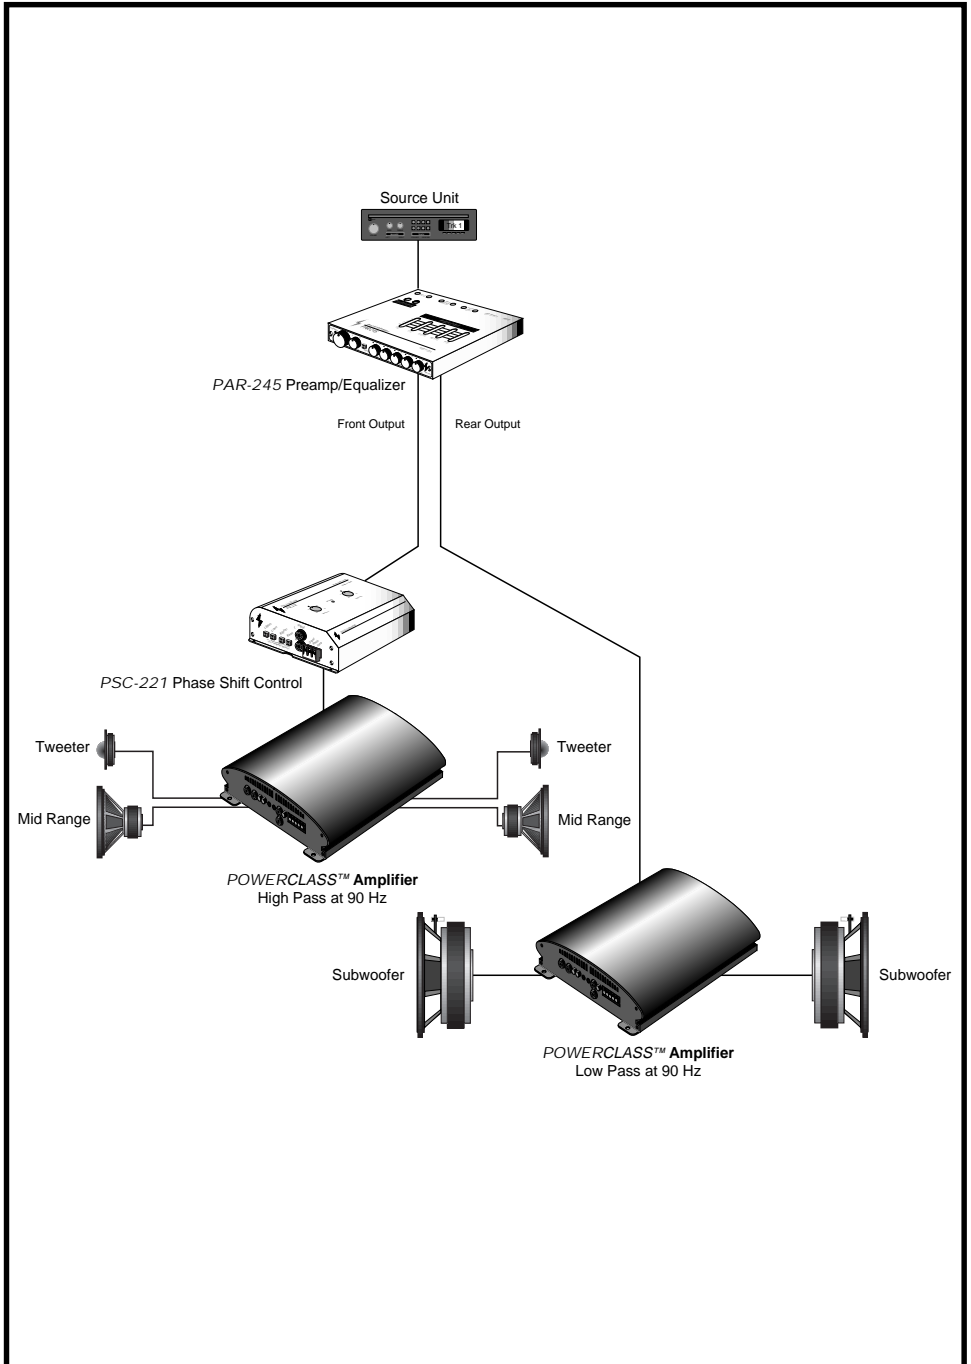 Source Unit
Trk 1
PAR-245 Preamp/Equalizer
Front Output
Rear Output
PSC-221 Phase Shift Control
Tweeter
Tweeter
Mid Range
Mid Range
POWERCLASS™ Amplifier
High Pass at 90 Hz
Subwoofer
Subwoofer
POWERCLASS™ Amplifier
Low Pass at 90 Hz